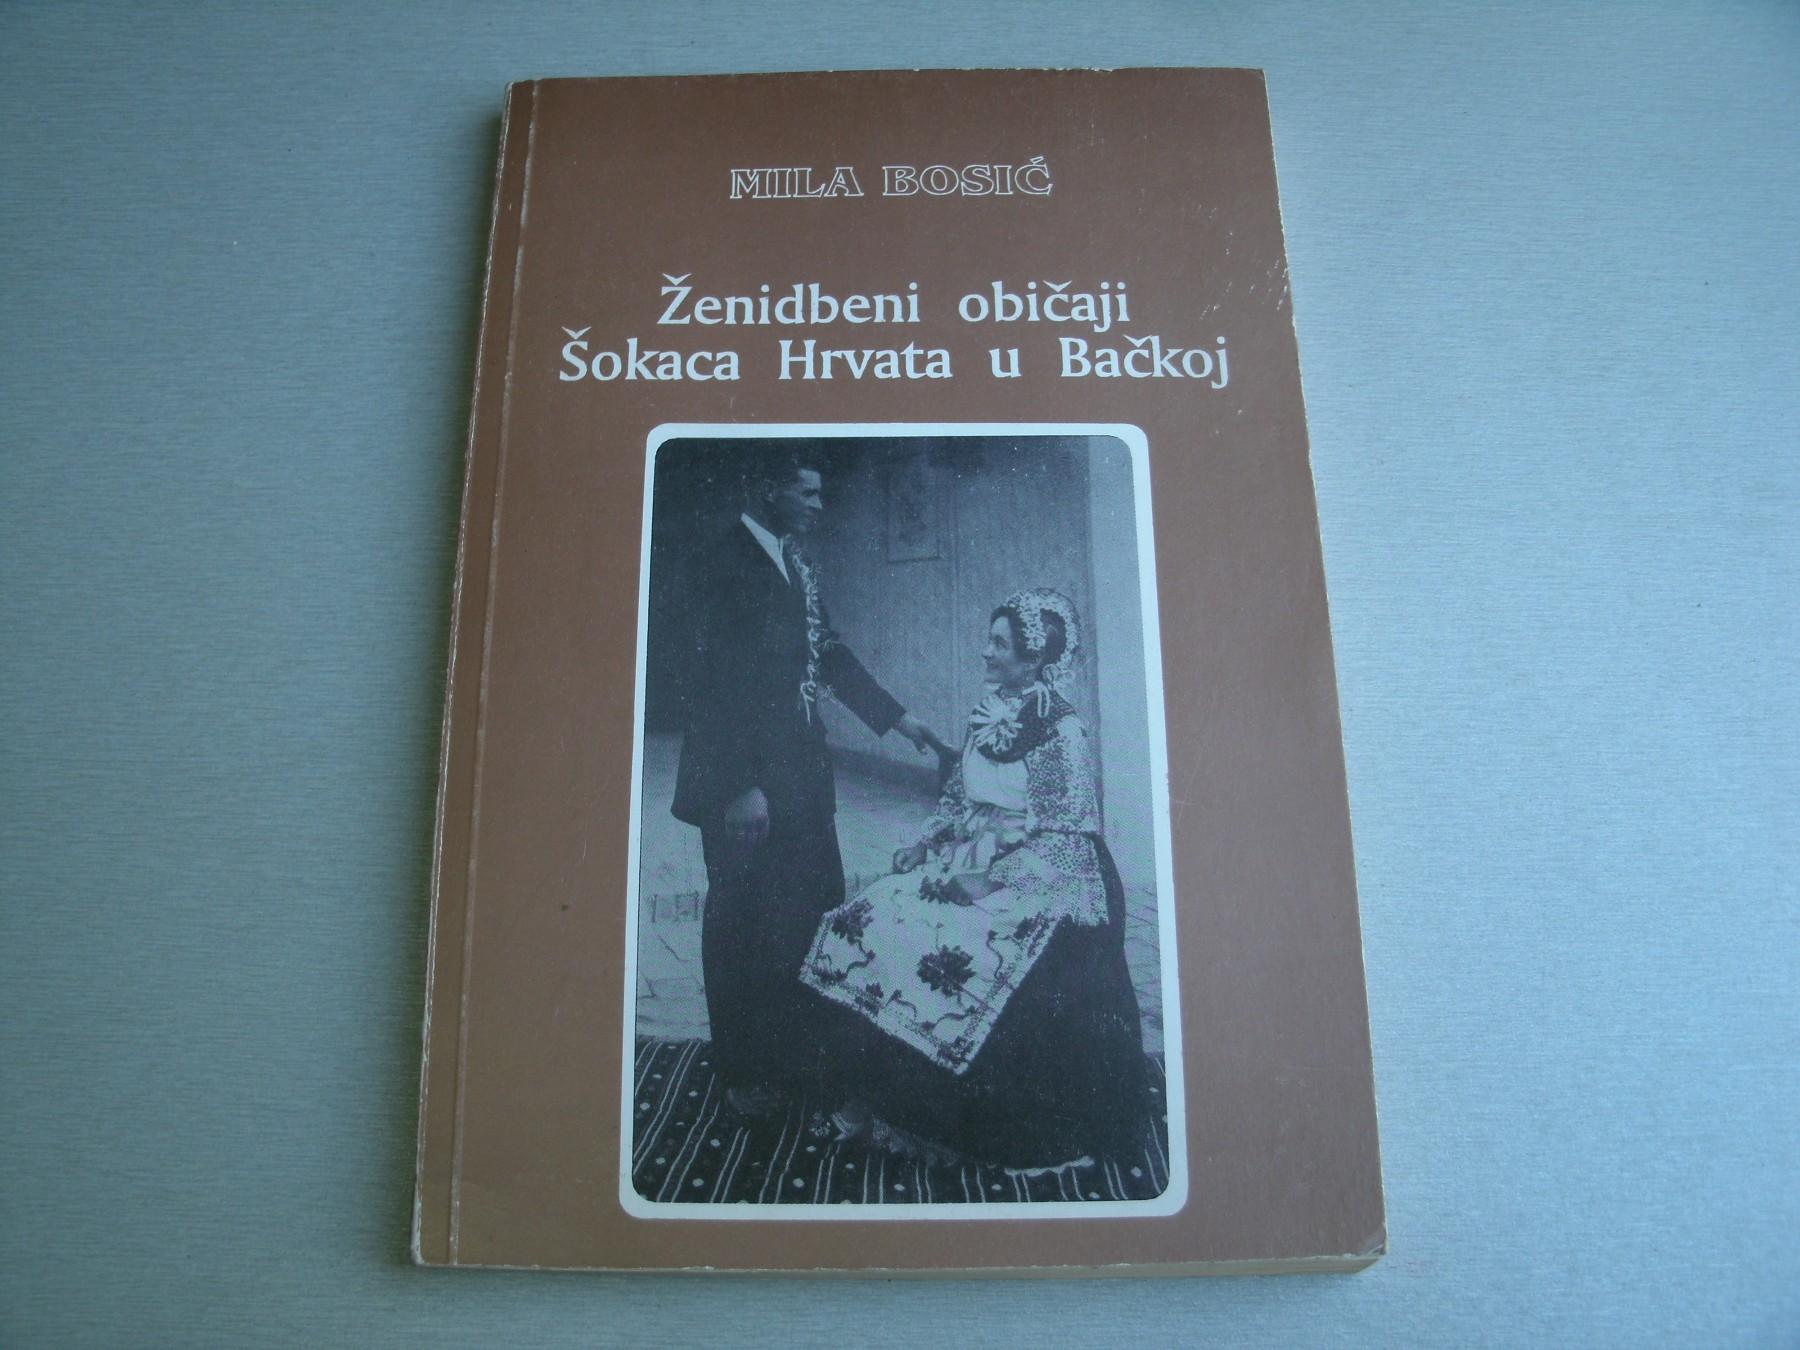 MILA BOSIĆ
Ženidbeni običaji
Šokaca Hrvata u Bačkoj